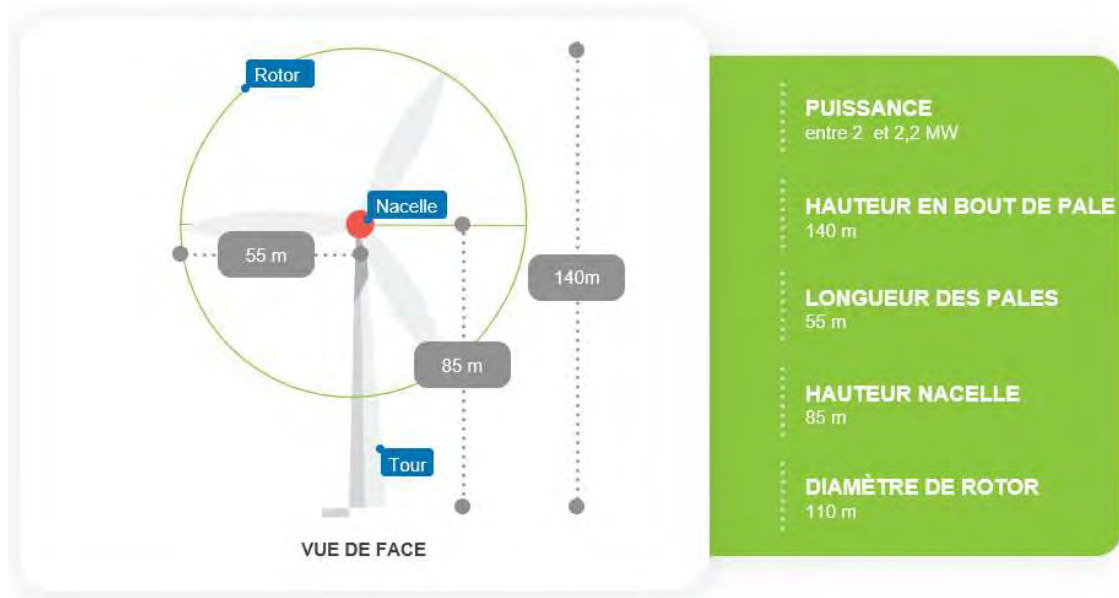 Rotor
Nacelle
55 m
140m
85 m
Tour
VUE DE FACE
PUISSANCE
entre 2 et 2,2 MW
HAUTEUR EN BOUT DE PALE
140 m
LONGUEUR DES PALES
55 m
HAUTEUR NACELLE
85 m
DIAMÈTRE DE ROTOR
110 m